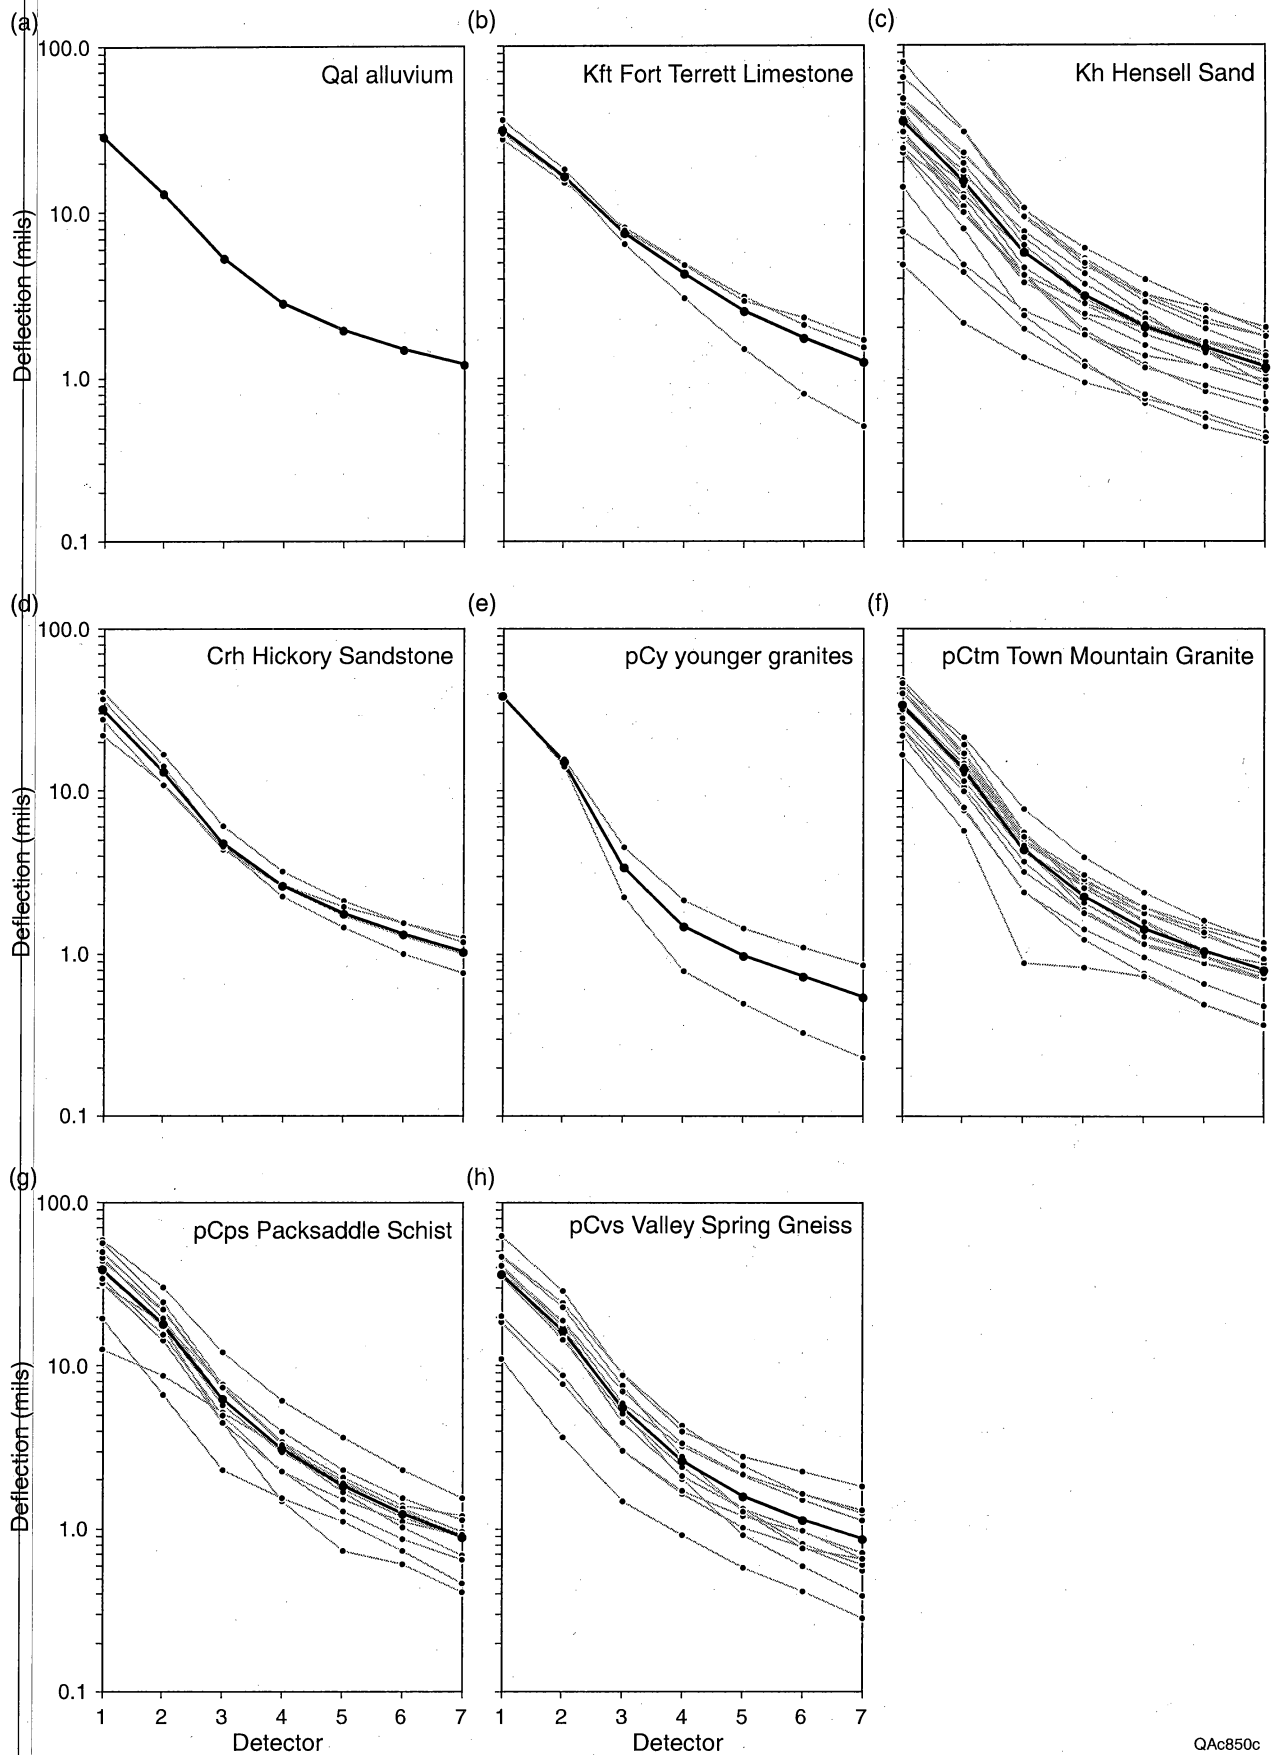 (a)
(b)
(c)
100.0
Qal alluvium
Kft Fort Terrett Limestone
Kh Hensell Sand
10.0
Deflection (mils)
1.0
0.1
(d)
(e)
(f)
100.0
Crh Hickory Sandstone
pCy younger granites
pCtm Town Mountain Granite
10.0
Deflection (mils)
1.0
0.1
(g)
(h)
100.0
pCps Packsaddle Schist
pCvs Valley Spring Gneiss
10.0
Deflection (mils)
1.0
0.1
1 2 3 4 5 6 7
1 2 3 4 5 6 7
Detector
Detector
QAc850c